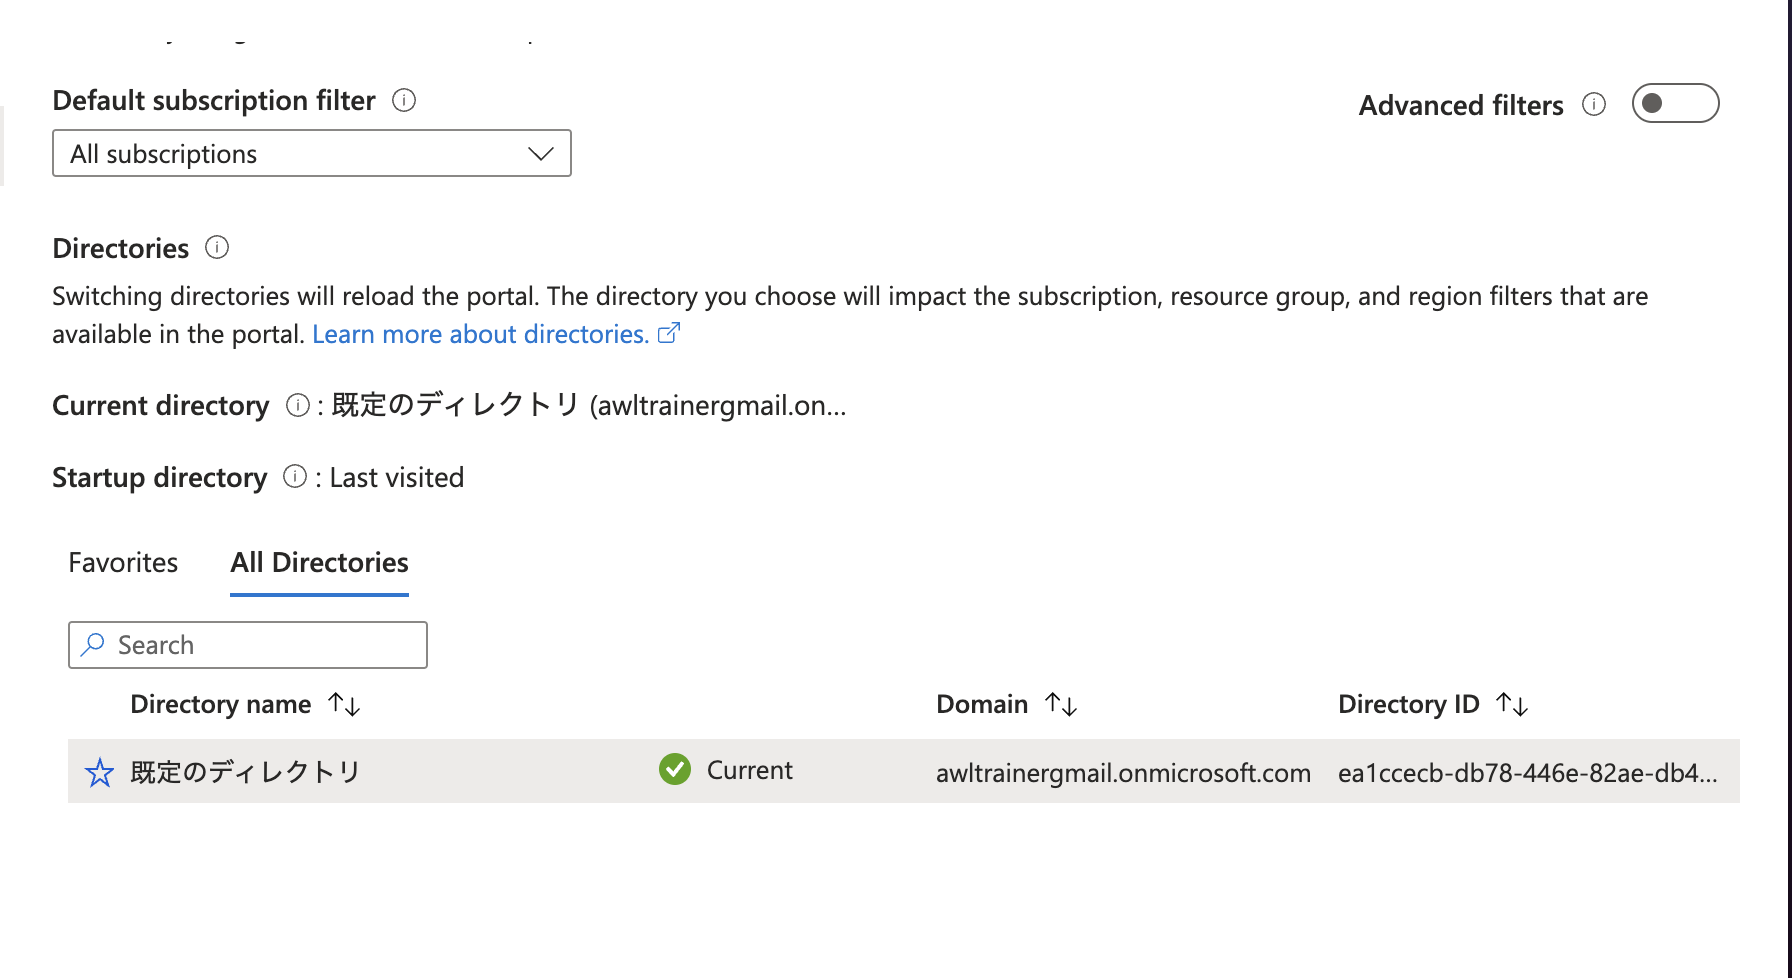 Default subscription filter
Advanced filters
All subscriptions
Directories
Switching directories will reload the portal. The directory you choose will impact the subscription, resource group, and region filters that are
available in the portal. Learn more about directories.
Current directory : 既定のディレクトリ (awltrainergmail.on...
Startup directory : Last visited
Favorites All Directories
Search
Directory name Domain Directory ID
既定のディレクトリ Current awltrainergmail.onmicrosoft.com ea1ccecb-db78-446e-82ae-db4...